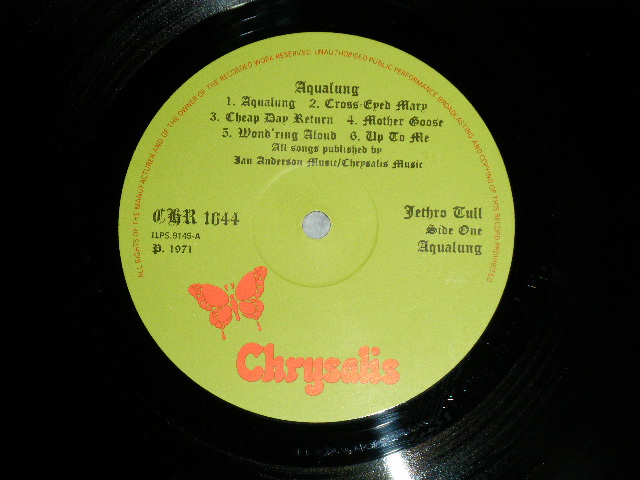 ALL RIGHTS OF THE MANUFACTURER AND OF THE OWNER OF THE RECORDED WORK RESERVED. UNAUTHORISED PUBLIC PERFORMANCE, BROADCASTING AND COPYING OF THIS RECORD PROHIBITED
Aqualung
1. Aqualung 2. Cross-Eyed Mary
3. Cheap Day Return 4. Mother Goose
5. Wond'ring Aloud 6. Up To Me
All songs published by
Ian Anderson Music/Chrysalis Music
CHR 1044
ILPS.9145-A
P. 1971
Jethro Tull
Side One
Aqualung
Chrysalis